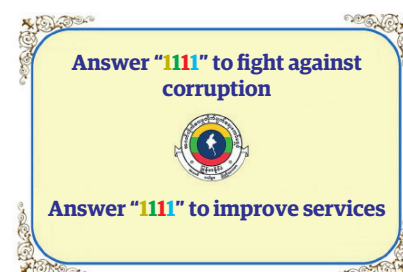 Answer “1111” to fight against
corruption
Answer “1111” to improve services